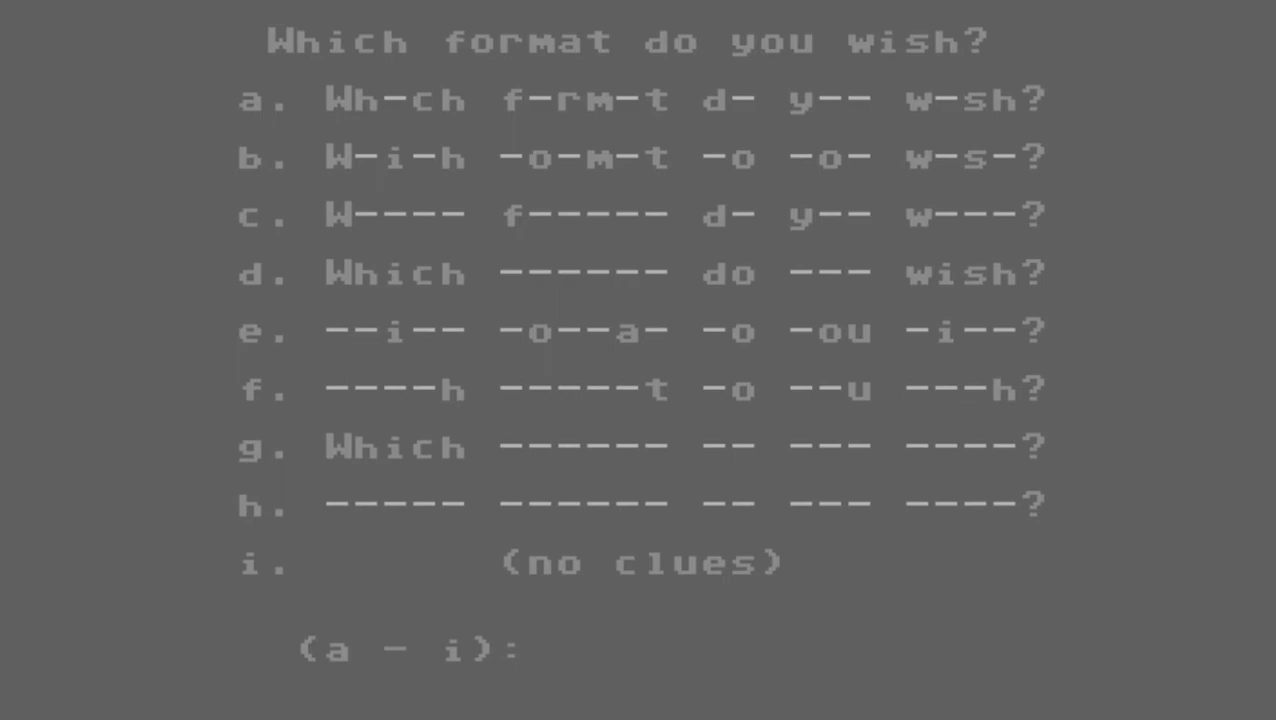 Which format do you wish?
a. Wh-ch f-rm-t d- y-- w-sh?
b. W-i-h -o-m-t -o -o- w-s-?
c. W---- f----- d- y-- w---?
d. Which ------ do --- wish?
e. --i-- -o--a- -o -ou -i--?
f. ----h -----t -o --u ---h?
g. Which ------ -- --- ----?
h. ----- ------ -- --- ----?
i. (no clues)
(a - i):